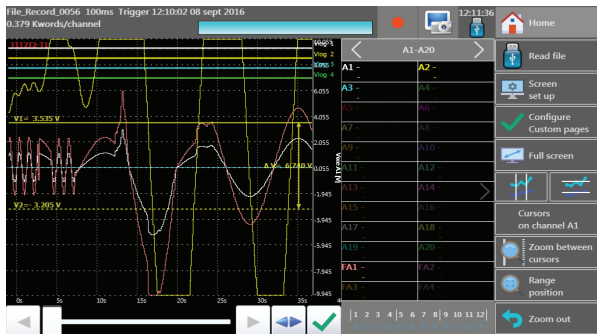 File_Record_0056 100ms Trigger 12:10:02 08 sept 2016
0.379 Kwords/channel
12:11:36
Home
Read file
Screen
set up
Configure
Custom pages
Full screen
Cursors
on channel A1
Zoom between
cursors
Range
position
Zoom out
A1-A20
A1 - A2 -
A3 - A4 -
A5 - A6 -
A7 - A8 -
A9 - A10 -
A11 - A12 -
A13 - A14 -
A15 - A16 -
A17 - A18 -
A19 - A20 -
FA1 - FA2 -
FA3 - FA4 -
1 2 3 4 5 6 7 8 9 10 11 12
Vlog 2
Vlog 4
6.055
4.055
2.055
0.055
-1.945
-3.945
-5.945
-7.945
-9.945
V1= 3.535 V
Δ V= 6.740 V
V2=- 3.205 V
Voie:A1 [V]
0s 5s 10s 15s 20s 25s 30s 35s 4